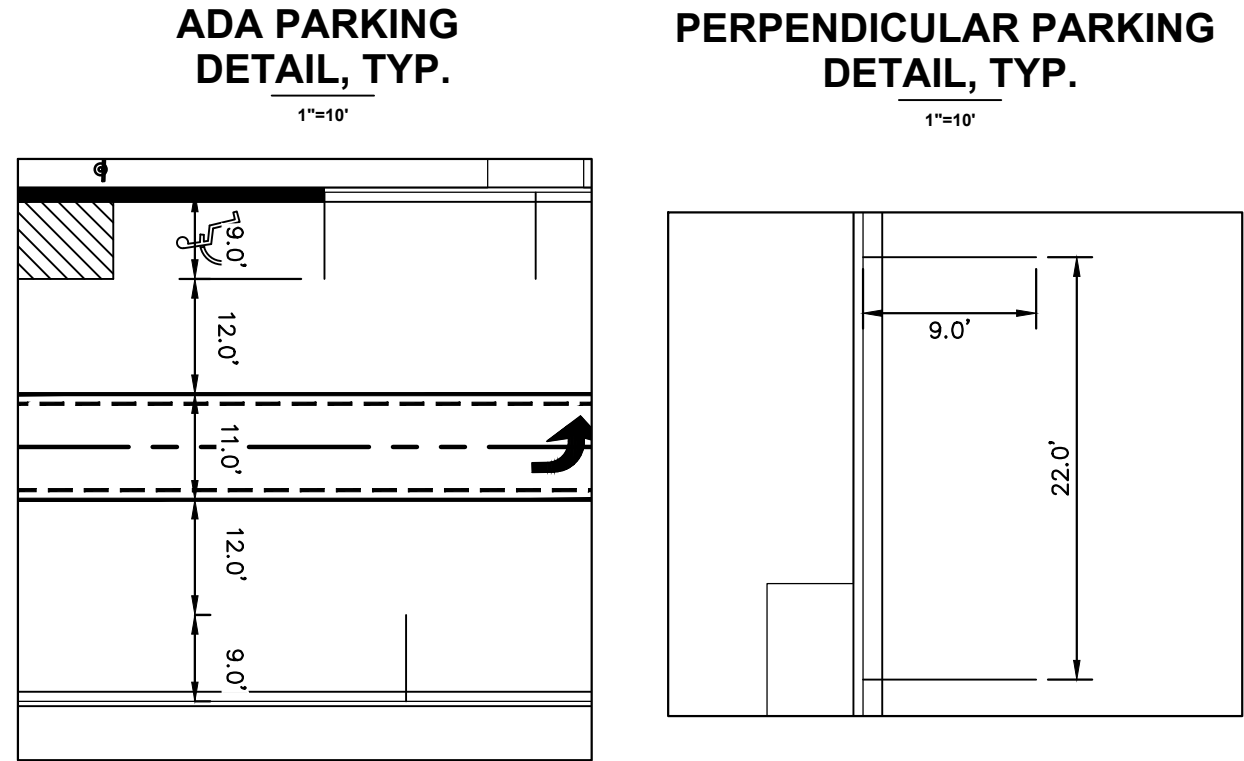 ADA PARKING
DETAIL, TYP.
1"=10'
9.0'
12.0'
11.0'
12.0'
9.0'
PERPENDICULAR PARKING
DETAIL, TYP.
1"=10'
9.0'
22.0'